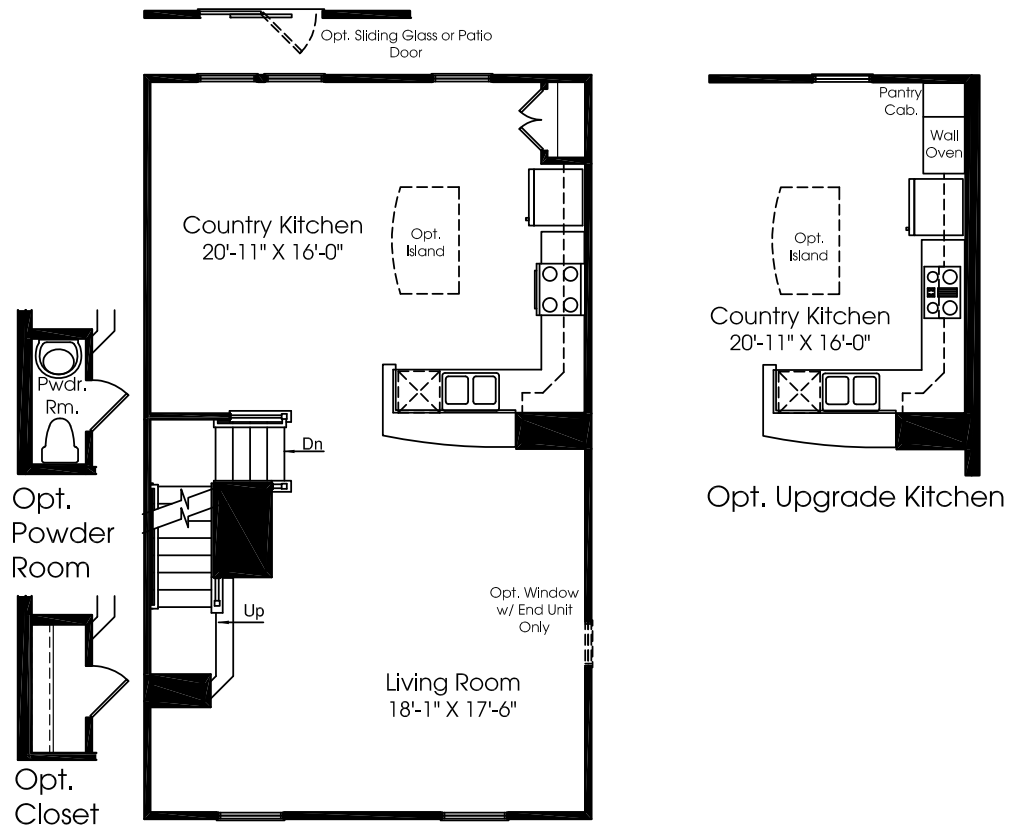 Opt. Sliding Glass or Patio
Door
Country Kitchen
20'-11" X 16'-0"
Opt.
Island
Pantry
Cab.
Wall
Oven
Opt.
Island
Country Kitchen
20'-11" X 16'-0"
Opt. Upgrade Kitchen
Pwdr.
Rm.
Opt.
Powder
Room
Dn
Up
Opt. Window
w/ End Unit
Only
Living Room
18'-1" X 17'-6"
Opt.
Closet